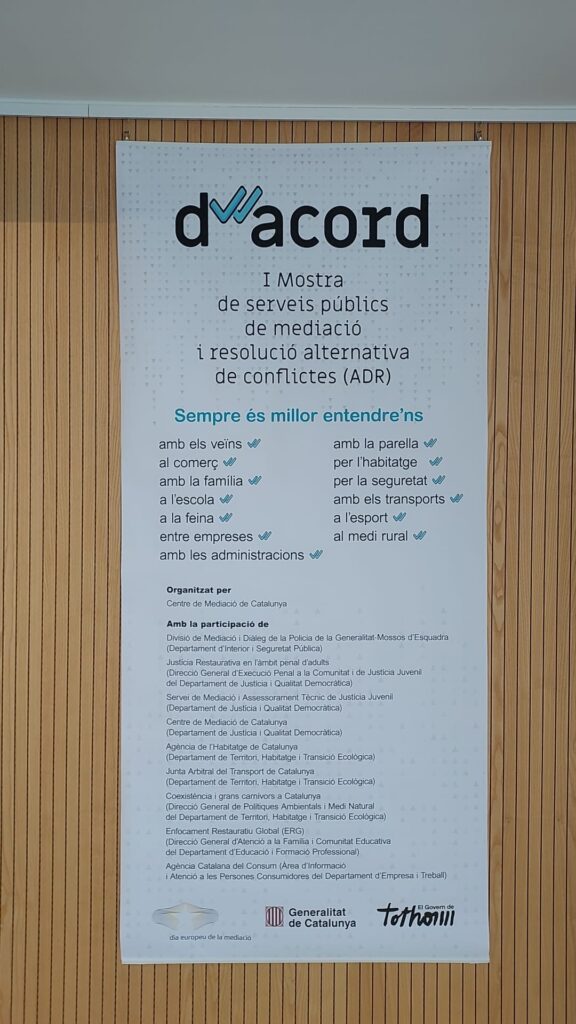 d'acord
I Mostra
de serveis públics
de mediació
i resolució alternativa
de conflictes (ADR)
Sempre és millor entendre'ns
amb els veïns
al comerç
amb la família
a l'escola
a la feina
entre empreses
amb les administracions
amb la parella
per l'habitatge
per la seguretat
amb els transports
a l'esport
al medi rural
Organitzat per
Centre de Mediació de Catalunya
Amb la participació de
Divisió de Mediació i Diàleg de la Policia de la Generalitat-Mossos d'Esquadra
(Departament d'Interior i Seguretat Pública)
Justícia Restaurativa en l'àmbit penal d'adults
(Direcció General d'Execució Penal a la Comunitat i de Justícia Juvenil
del Departament de Justícia i Qualitat Democràtica)
Servei de Mediació i Assessorament Tècnic de Justícia Juvenil
(Departament de Justícia i Qualitat Democràtica)
Centre de Mediació de Catalunya
(Departament de Justícia i Qualitat Democràtica)
Agència de l'Habitatge de Catalunya
(Departament de Territori, Habitatge i Transició Ecològica)
Junta Arbitral del Transport de Catalunya
(Departament de Territori, Habitatge i Transició Ecològica)
Coexistència i grans carnívors a Catalunya
(Direcció General de Polítiques Ambientals i Medi Natural
del Departament de Territori, Habitatge i Transició Ecològica)
Enfocament Restauratiu Global (ERG)
(Direcció General d'Atenció a la Família i Comunitat Educativa
del Departament d'Educació i Formació Professional)
Agència Catalana del Consum (Àrea d'Informació
i Atenció a les Persones Consumidores del Departament d'Empresa i Treball)
dia europeu de la mediació
Generalitat
de Catalunya
El Govern de
tothom